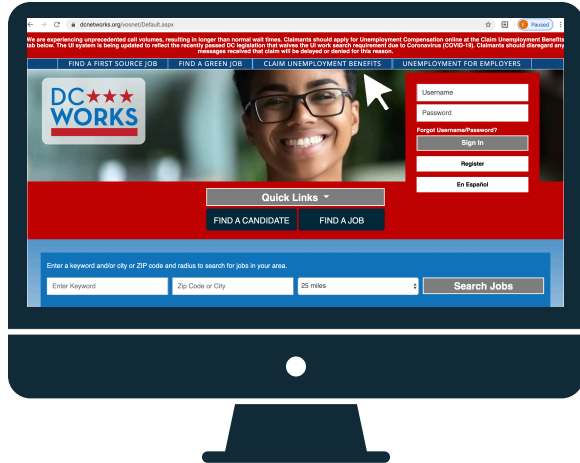 dcnetworks.org/vosnet/Default.aspx
Paused
We are experiencing unprecedented call volumes, resulting in longer than normal wait times. Claimants should apply for Unemployment Compensation online at the Claim Unemployment Benefits
tab below. The UI system is being updated to reflect the recently passed DC legislation that waives the UI work search requirement due to Coronavirus (COVID-19). Claimants should disregard any
messages received that claim will be delayed or denied for this reason.
FIND A FIRST SOURCE JOB FIND A GREEN JOB CLAIM UNEMPLOYMENT BENEFITS UNEMPLOYMENT FOR EMPLOYERS
DC
WORKS
Username
Password
Forgot Username/Password?
Sign In
Register
En Español
Quick Links
FIND A CANDIDATE FIND A JOB
Enter a keyword and/or city or ZIP code and radius to search for jobs in your area.
Enter Keyword Zip Code or City 25 miles Search Jobs